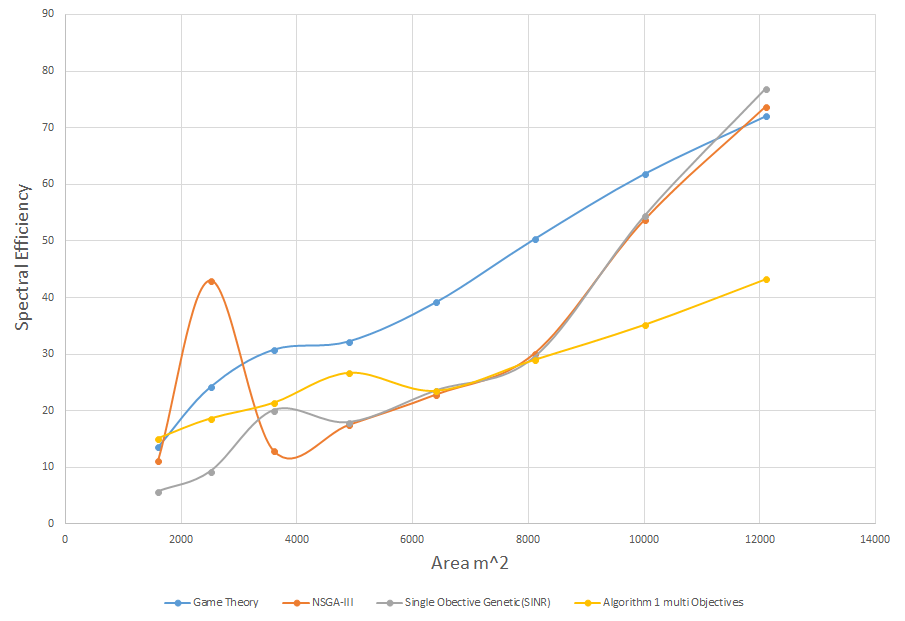 90
80
70
60
50
40
30
20
10
0
Spectral Efficiency
0 2000 4000 6000 8000 10000 12000 14000
Area m^2
Game Theory NSGA-III Single Obective Genetic(SINR) Algorithm 1 multi Objectives